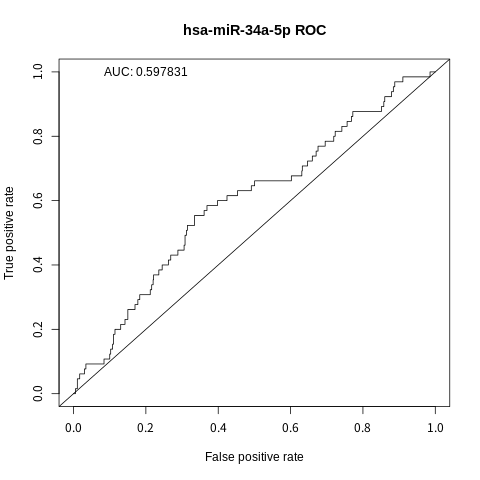 hsa-miR-34a-5p ROC
AUC: 0.597831
1.0
0.8
0.6
0.4
0.2
0.0
True positive rate
0.0 0.2 0.4 0.6 0.8 1.0
False positive rate